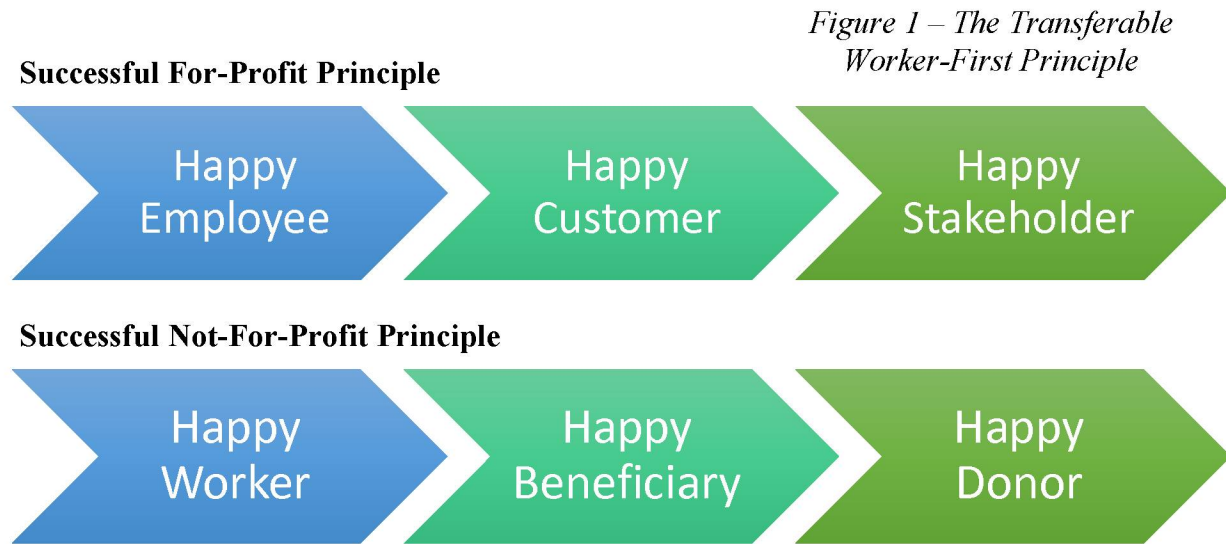 Figure 1 – The Transferable
Worker-First Principle
Successful For-Profit Principle
Happy
Employee
Happy
Customer
Happy
Stakeholder
Successful Not-For-Profit Principle
Happy
Worker
Happy
Beneficiary
Happy
Donor